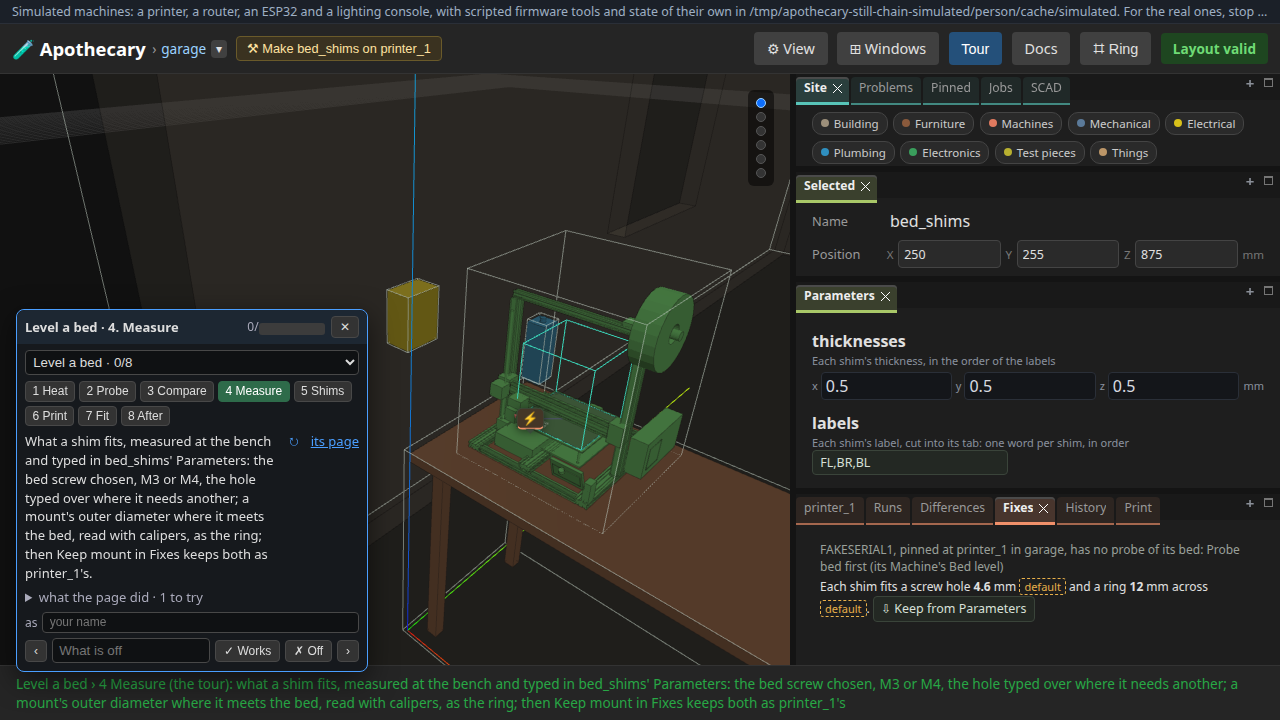 Simulated machines: a printer, a router, an ESP32 and a lighting console, with scripted firmware tools and state of their own in /tmp/apothecary-still-chain-simulated/person/cache/simulated. For the real ones, stop ...
Apothecary › garage ▾
⚒ Make bed_shims on printer_1
⚙ View
⊞ Windows
Tour
Docs
⌗ Ring
Layout valid
Site
Problems
Pinned
Jobs
SCAD
Building
Furniture
Machines
Mechanical
Electrical
Plumbing
Electronics
Test pieces
Things
Selected
Name bed_shims
Position X 250 Y 255 Z 875 mm
Parameters
thicknesses
Each shim's thickness, in the order of the labels
x 0.5 y 0.5 z 0.5 mm
labels
Each shim's label, cut into its tab: one word per shim, in order
FL,BR,BL
printer_1
Runs
Differences
Fixes
History
Print
FAKESERIAL1, pinned at printer_1 in garage, has no probe of its bed: Probe
bed first (its Machine's Bed level)
Each shim fits a screw hole 4.6 mm default and a ring 12 mm across
default. ⇩ Keep from Parameters
Level a bed · 4. Measure 0/ ✕
Level a bed · 0/8
1 Heat
2 Probe
3 Compare
4 Measure
5 Shims
6 Print
7 Fit
8 After
What a shim fits, measured at the bench ↻ its page
and typed in bed_shims' Parameters: the
bed screw chosen, M3 or M4, the hole
typed over where it needs another; a
mount's outer diameter where it meets
the bed, read with calipers, as the ring;
then Keep mount in Fixes keeps both as
printer_1's.
▶ what the page did · 1 to try
as your name
‹ What is off ✓ Works ✗ Off ›
Level a bed › 4 Measure (the tour): what a shim fits, measured at the bench and typed in bed_shims' Parameters: the bed screw chosen, M3 or M4, the hole typed over where it needs another; a
mount's outer diameter where it meets the bed, read with calipers, as the ring; then Keep mount in Fixes keeps both as printer_1's